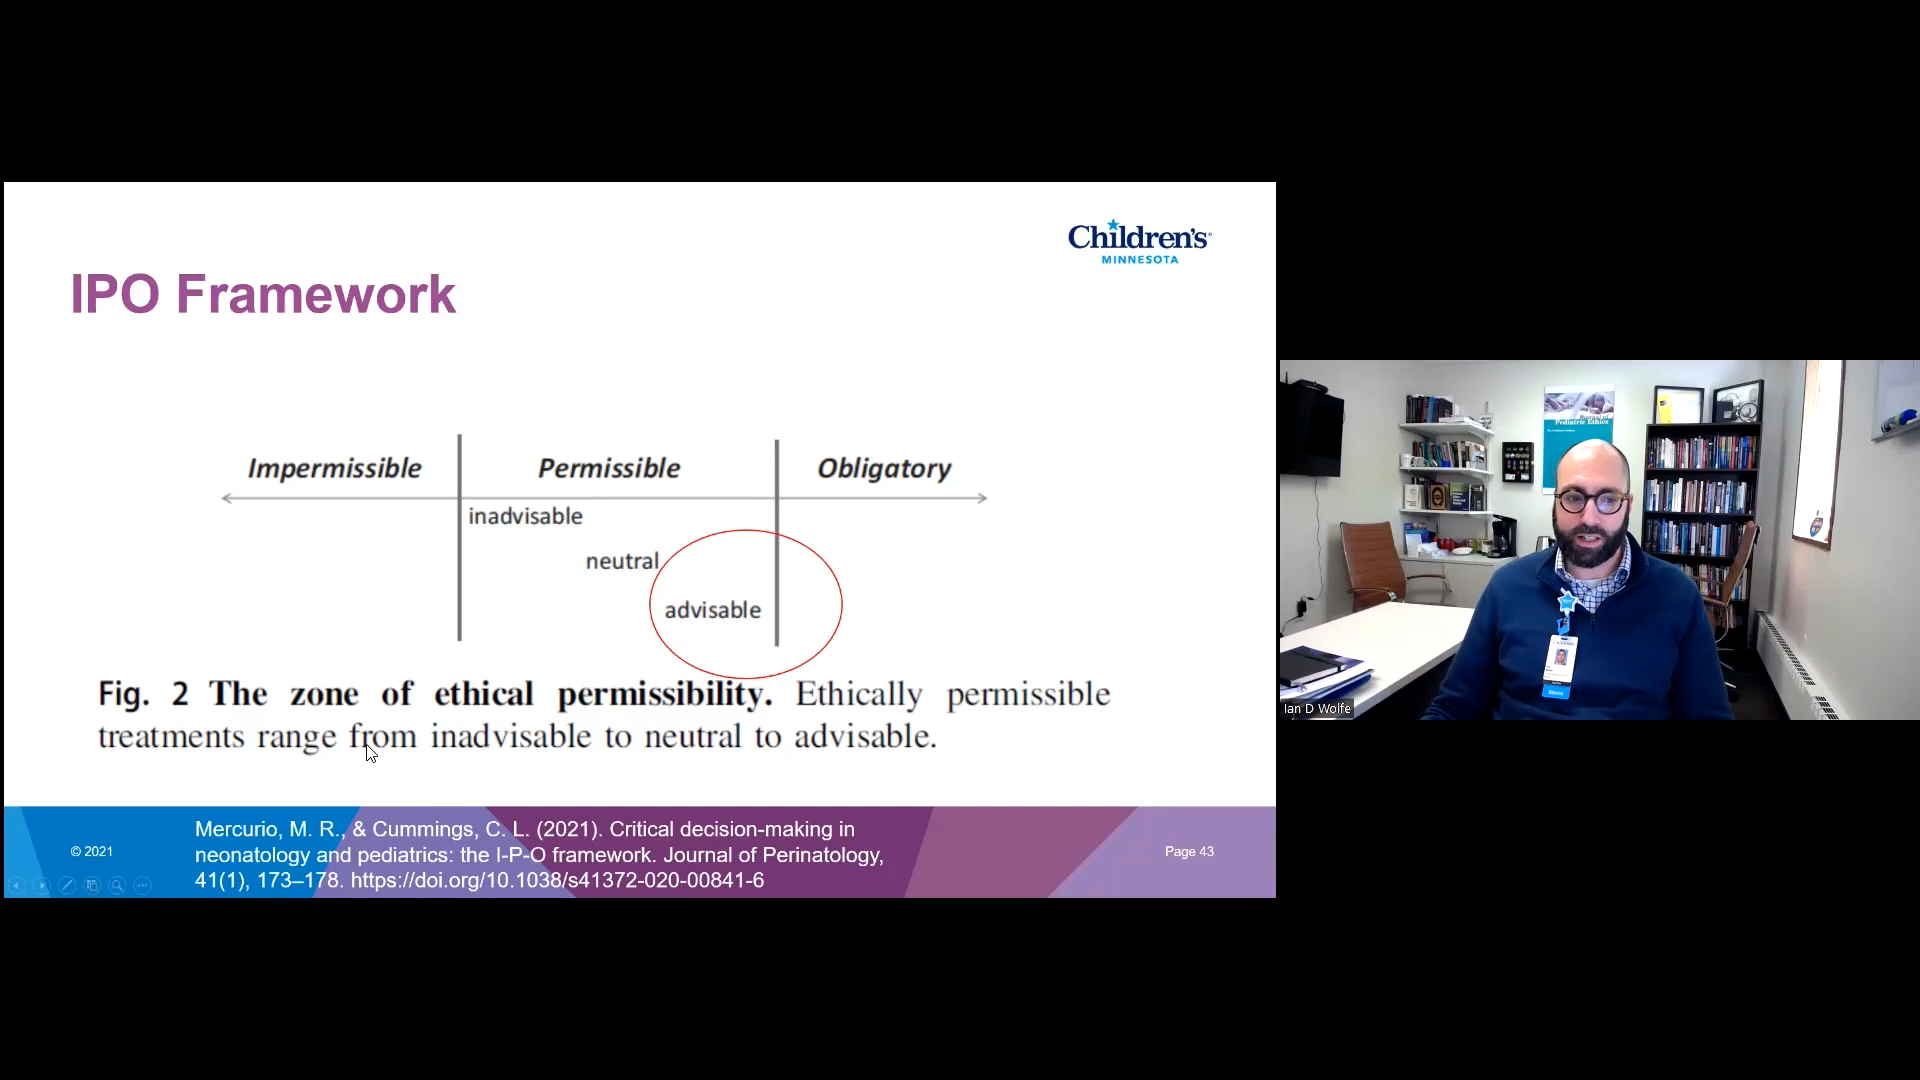 Children's
MINNESOTA
IPO Framework
Impermissible
Permissible
Obligatory
inadvisable
neutral
advisable
Fig. 2 The zone of ethical permissibility. Ethically permissible
treatments range from inadvisable to neutral to advisable.
© 2021
Mercurio, M. R., & Cummings, C. L. (2021). Critical decision-making in
neonatology and pediatrics: the I-P-O framework. Journal of Perinatology,
41(1), 173–178. https://doi.org/10.1038/s41372-020-00841-6
Page 43
Pediatric Ethics
Ian D Wolfe